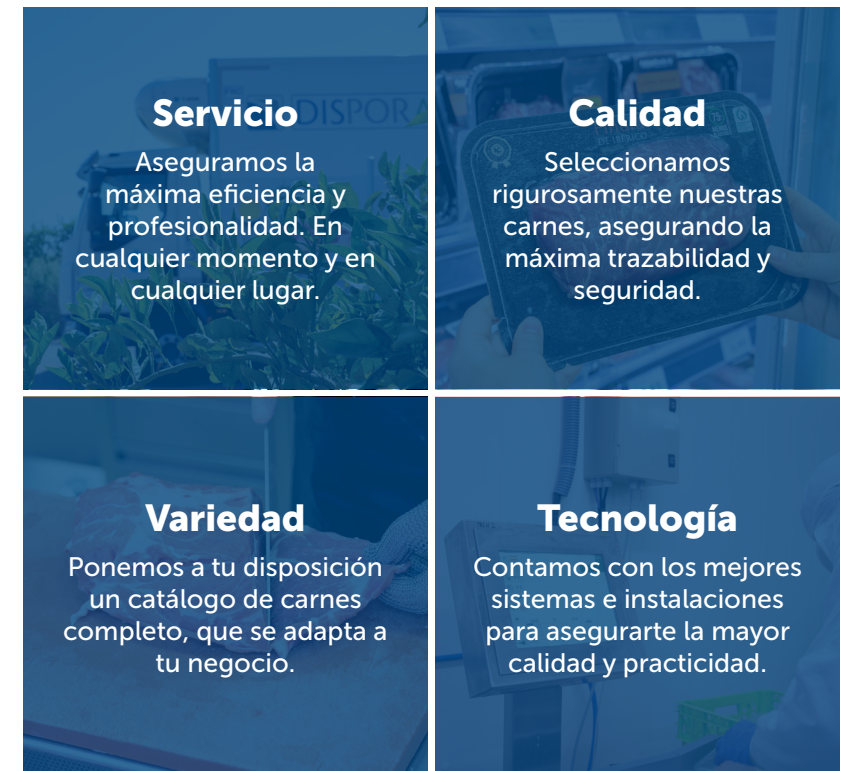 Servicio
Aseguramos la
máxima eficiencia y
profesionalidad. En
cualquier momento y en
cualquier lugar.
Calidad
Seleccionamos
rigurosamente nuestras
carnes, asegurando la
máxima trazabilidad y
seguridad.
Variedad
Ponemos a tu disposición
un catálogo de carnes
completo, que se adapta a
tu negocio.
Tecnología
Contamos con los mejores
sistemas e instalaciones
para asegurarte la mayor
calidad y practicidad.